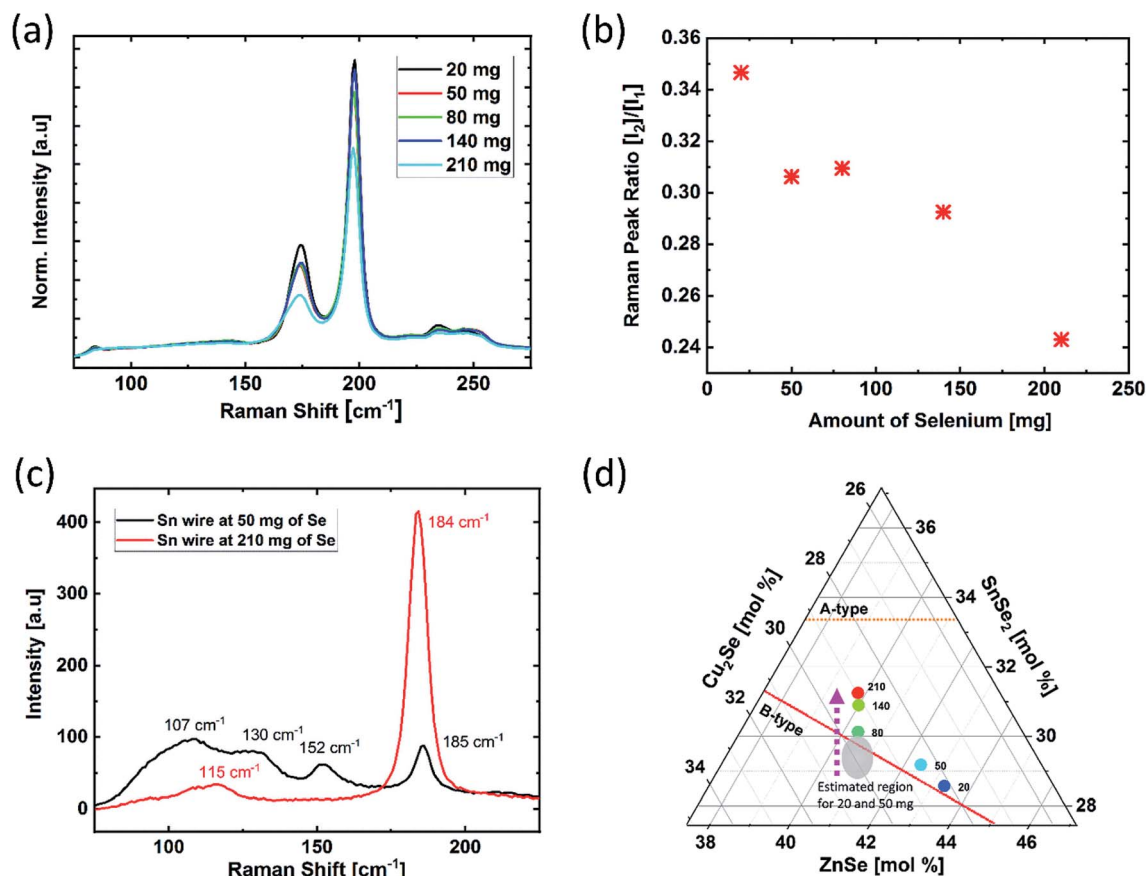 (a)
Norm. Intensity [a.u]
20 mg
50 mg
80 mg
140 mg
210 mg
100
150
200
250
Raman Shift [cm⁻¹]
(b)
Raman Peak Ratio [I₂]/[I₁]
0.36
0.34
0.32
0.30
0.28
0.26
0.24
0
50
100
150
200
250
Amount of Selenium [mg]
(c)
Intensity [a.u]
400
300
200
100
0
Sn wire at 50 mg of Se
Sn wire at 210 mg of Se
184 cm⁻¹
107 cm⁻¹
130 cm⁻¹
152 cm⁻¹
185 cm⁻¹
115 cm⁻¹
100
150
200
Raman Shift [cm⁻¹]
(d)
Cu₂Se [mol %]
26
28
30
32
34
SnSe₂ [mol %]
36
34
32
30
28
A-type
B-type
210
140
80
50
20
Estimated region
for 20 and 50 mg
38
40
42
44
46
ZnSe [mol %]